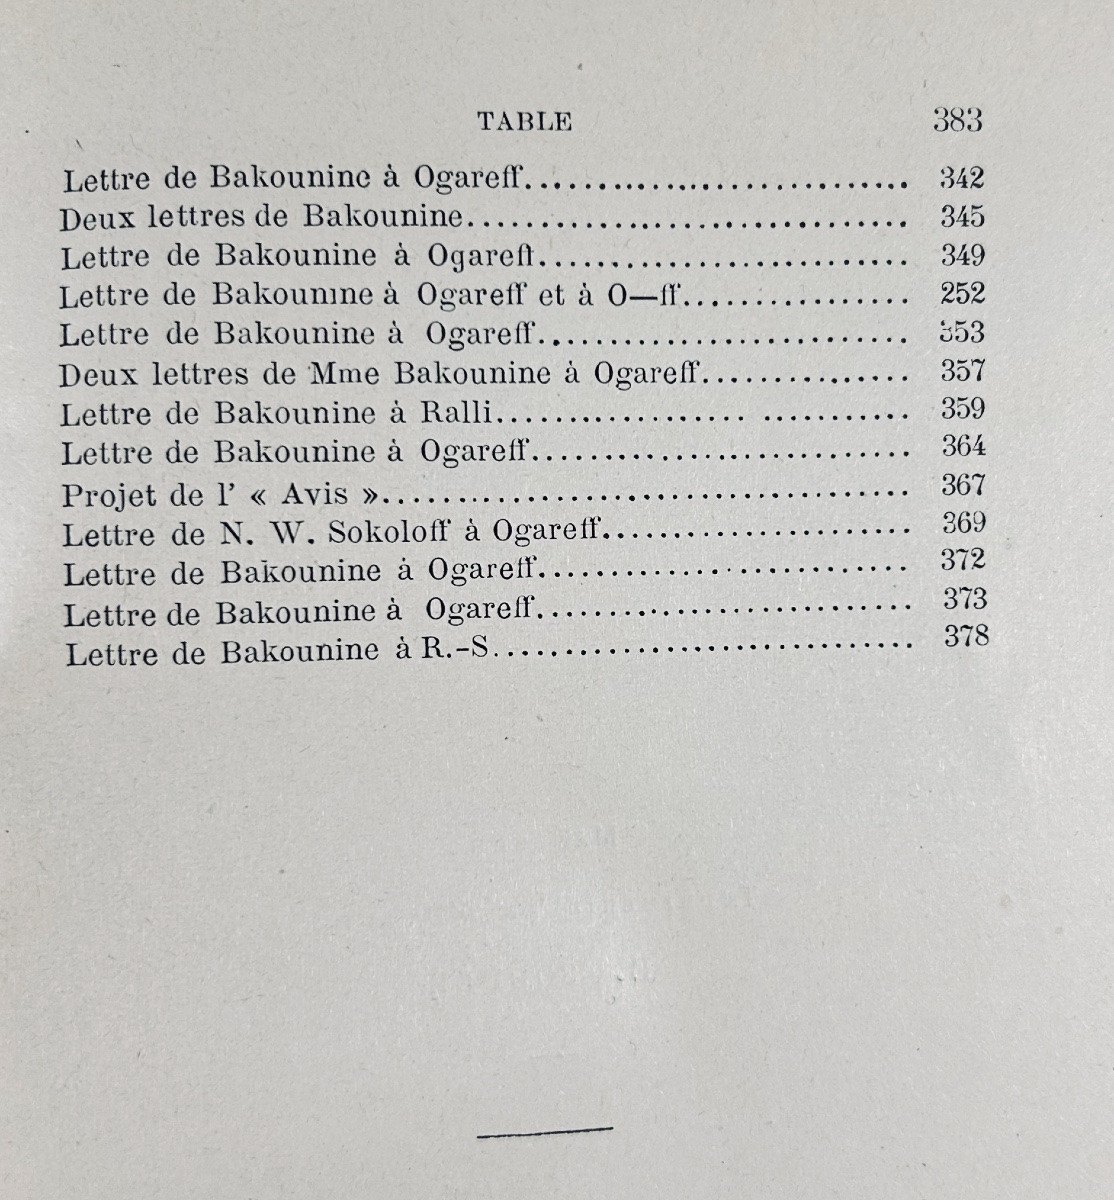 TABLE 383
Lettre de Bakounine à Ogareff................................ 342
Deux lettres de Bakounine.................................... 345
Lettre de Bakounine à Ogareff............................... 349
Lettre de Bakounine à Ogareff et à O—ff................ 252
Lettre de Bakounine à Ogareff............................... 353
Deux lettres de Mme Bakounine à Ogareff................. 357
Lettre de Bakounine à Ralli.................................. 359
Lettre de Bakounine à Ogareff................................ 364
Projet de l' « Avis ».......................................... 367
Lettre de N. W. Sokoloff à Ogareff.......................... 369
Lettre de Bakounine à Ogareff............................... 372
Lettre de Bakounine à Ogareff................................ 373
Lettre de Bakounine à R.-S................................... 378